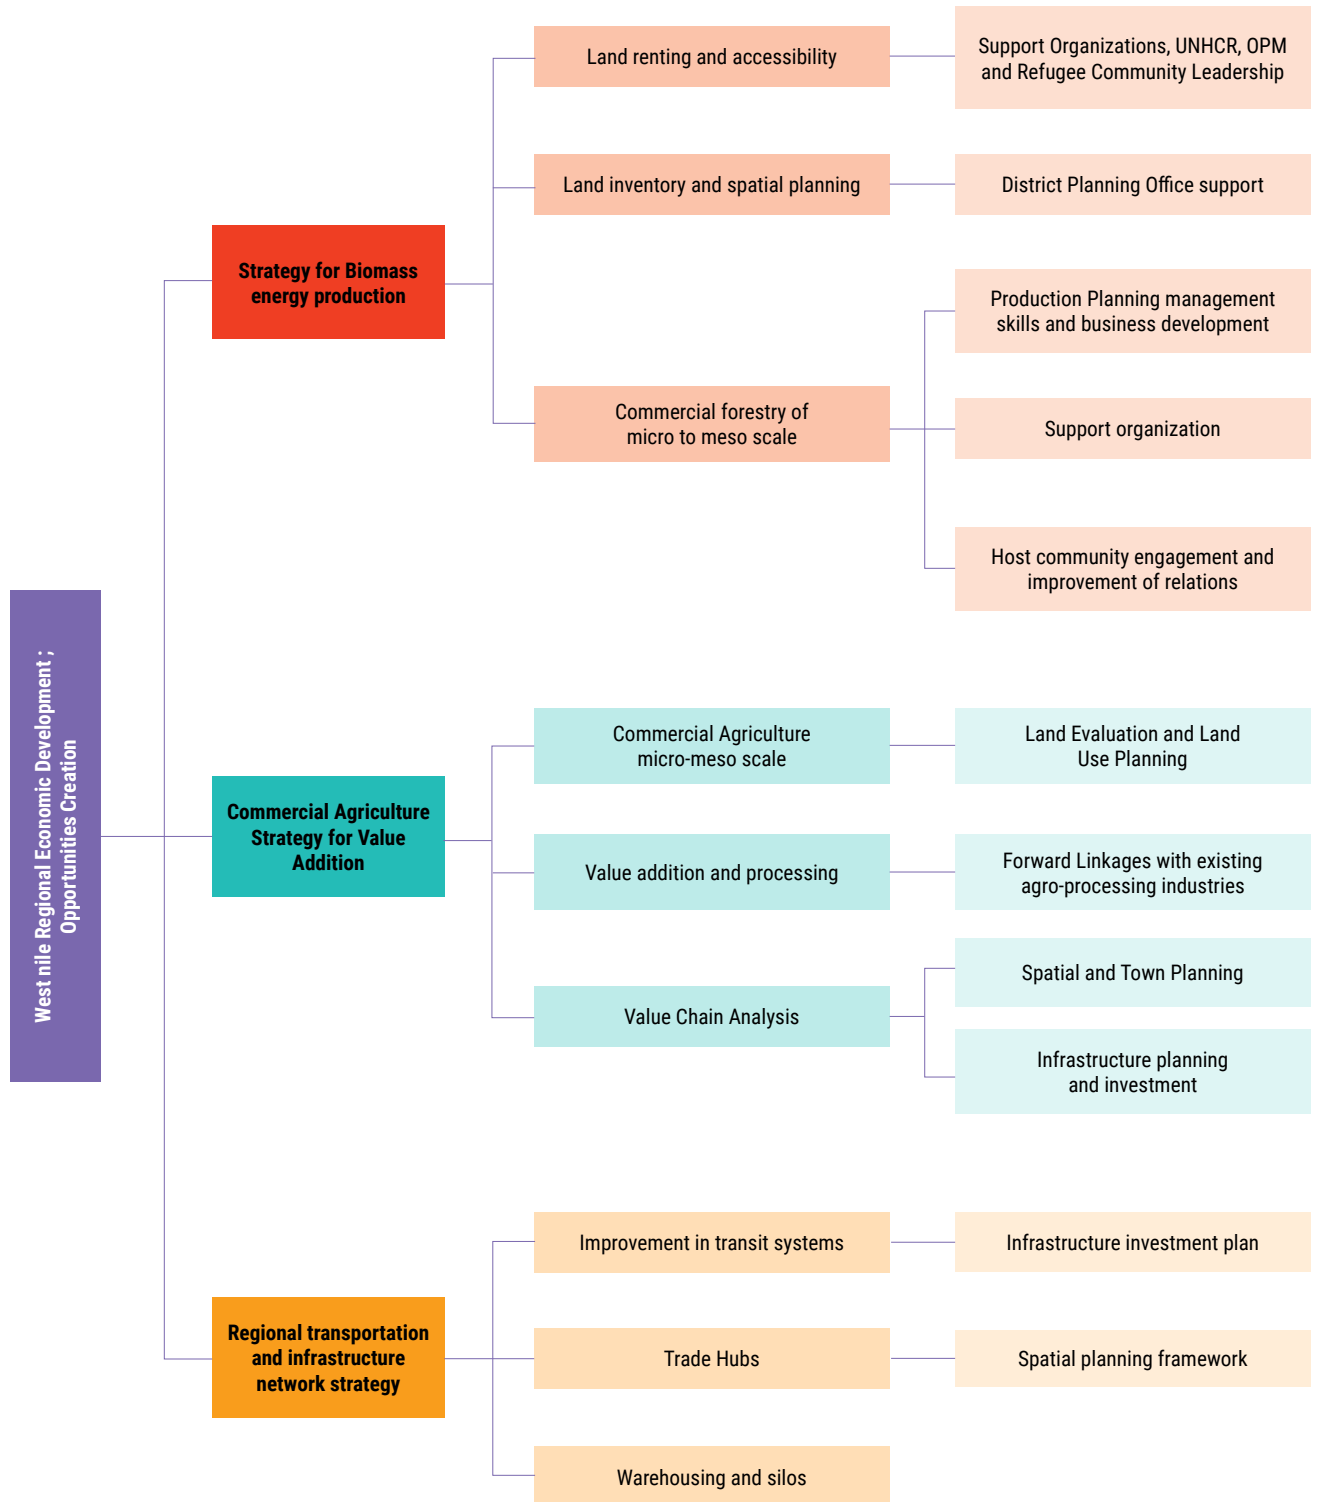 West nile Regional Economic Development ;
Opportunities Creation
Strategy for Biomass
energy production
Land renting and accessibility
Support Organizations, UNHCR, OPM
and Refugee Community Leadership
Land inventory and spatial planning
District Planning Office support
Commercial forestry of
micro to meso scale
Production Planning management
skills and business development
Support organization
Host community engagement and
improvement of relations
Commercial Agriculture
Strategy for Value
Addition
Commercial Agriculture
micro-meso scale
Land Evaluation and Land
Use Planning
Value addition and processing
Forward Linkages with existing
agro-processing industries
Value Chain Analysis
Spatial and Town Planning
Infrastructure planning
and investment
Regional transportation
and infrastructure
network strategy
Improvement in transit systems
Infrastructure investment plan
Trade Hubs
Spatial planning framework
Warehousing and silos